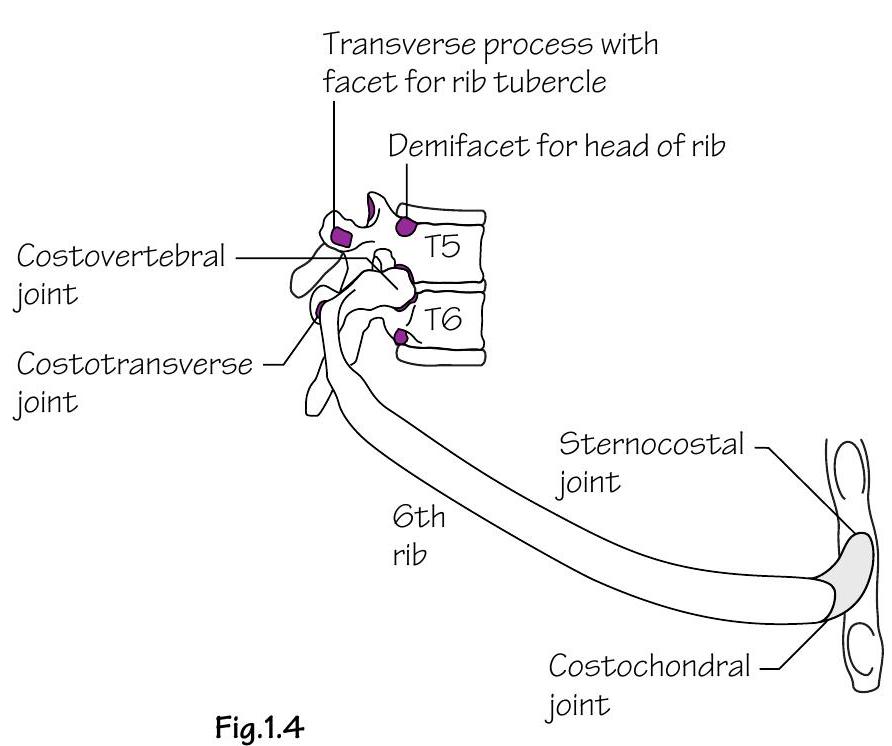 Transverse process with
facet for rib tubercle
Demifacet for head of rib
Costovertebral
joint
T5
T6
Costotransverse
joint
Sternocostal
joint
6th
rib
Costochondral
joint
Fig.1.4